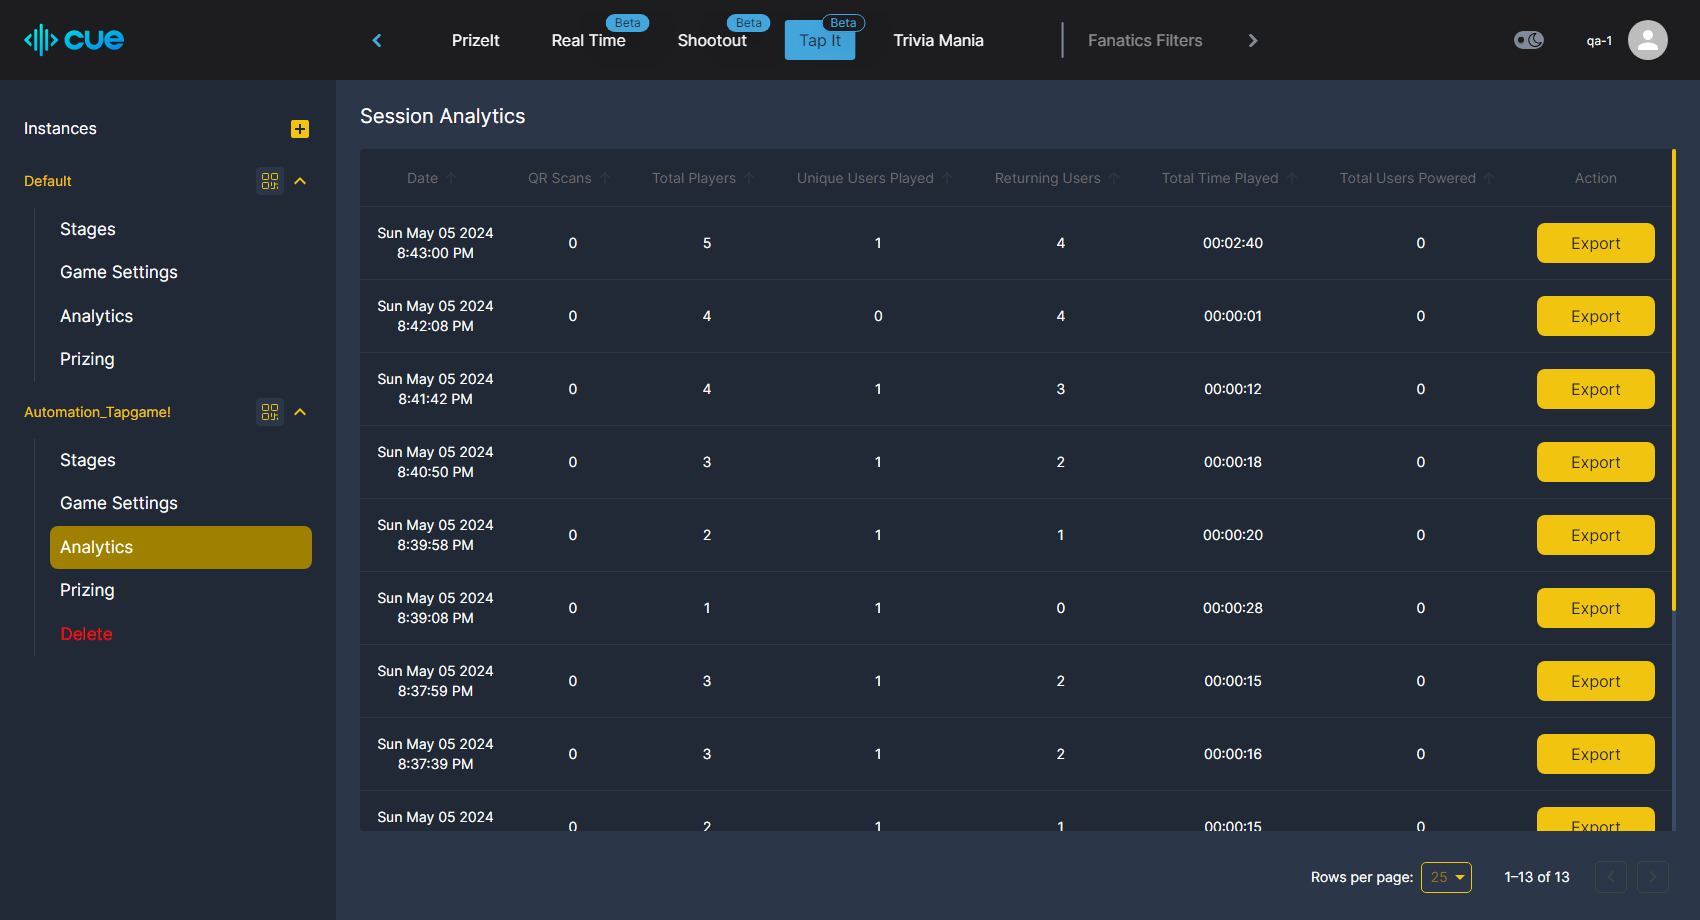 cue
PrizeIt
Real Time
Beta
Shootout
Beta
Tap It
Beta
Trivia Mania
Fanatics Filters
qa-1
Instances
Default
Stages
Game Settings
Analytics
Prizing
Automation_Tapgame!
Stages
Game Settings
Analytics
Prizing
Delete
Session Analytics
Date QR Scans Total Players Unique Users Played Returning Users Total Time Played Total Users Powered Action
Sun May 05 2024
8:43:00 PM 0 5 1 4 00:02:40 0 Export
Sun May 05 2024
8:42:08 PM 0 4 0 4 00:00:01 0 Export
Sun May 05 2024
8:41:42 PM 0 4 1 3 00:00:12 0 Export
Sun May 05 2024
8:40:50 PM 0 3 1 2 00:00:18 0 Export
Sun May 05 2024
8:39:58 PM 0 2 1 1 00:00:20 0 Export
Sun May 05 2024
8:39:08 PM 0 1 1 0 00:00:28 0 Export
Sun May 05 2024
8:37:59 PM 0 3 1 2 00:00:15 0 Export
Sun May 05 2024
8:37:39 PM 0 3 1 2 00:00:16 0 Export
Sun May 05 2024
0 2 1 1 00:00:15 0 Export
Rows per page: 25 1–13 of 13